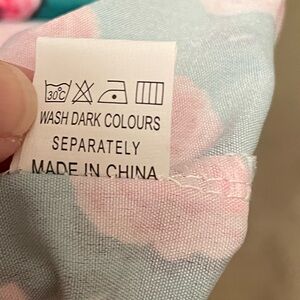 30°C
WASH DARK COLOURS
SEPARATELY
MADE IN CHINA